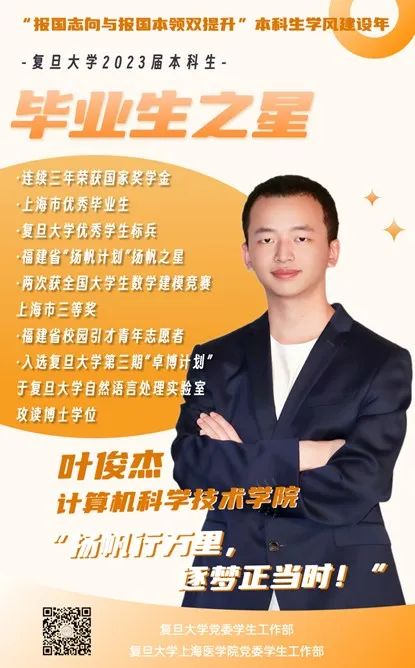 “报国志向与报国本领双提升”本科生学风建设年
-复旦大学2023届本科生-
毕业生之星
·连续三年荣获国家奖学金
·上海市优秀毕业生
·复旦大学优秀学生标兵
·福建省“扬帆计划”扬帆之星
·两次获全国大学生数学建模竞赛
上海市三等奖
·福建省校园引才青年志愿者
·入选复旦大学第三期“卓博计划”
于复旦大学自然语言处理实验室
攻读博士学位
叶俊杰
计算机科学技术学院
“扬帆行万里，
逐梦正当时！”
复旦大学党委学生工作部
复旦大学上海医学院党委学生工作部